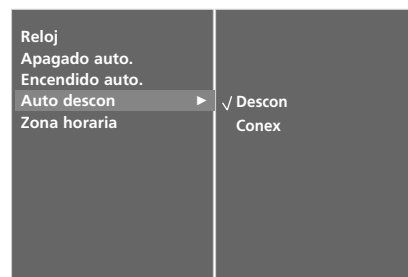 Reloj
Apagado auto.
Encendido auto.
Auto descon ►
Zona horaria
√ Descon
Conex